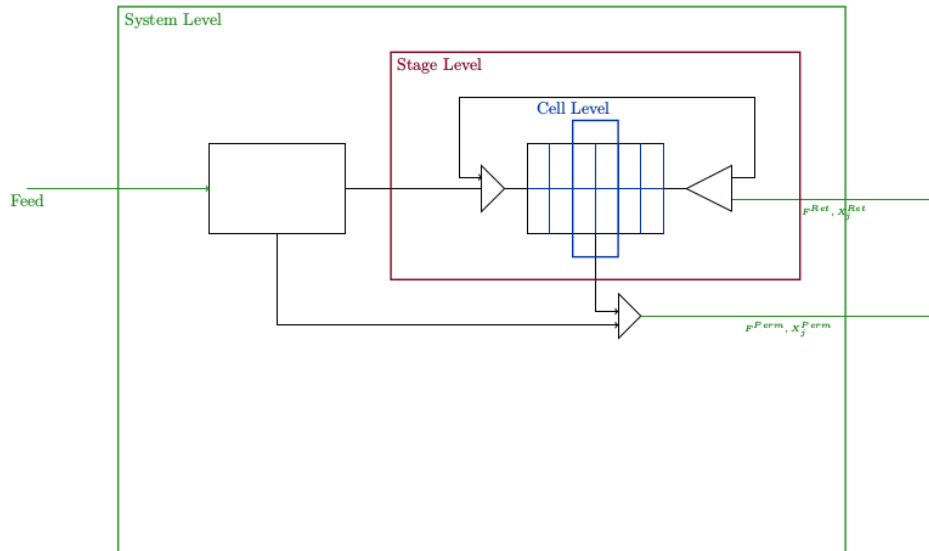 System Level
Stage Level
Cell Level
Feed
F^{Ret}, X_j^{Ret}
F^{Perm}, X_j^{Perm}